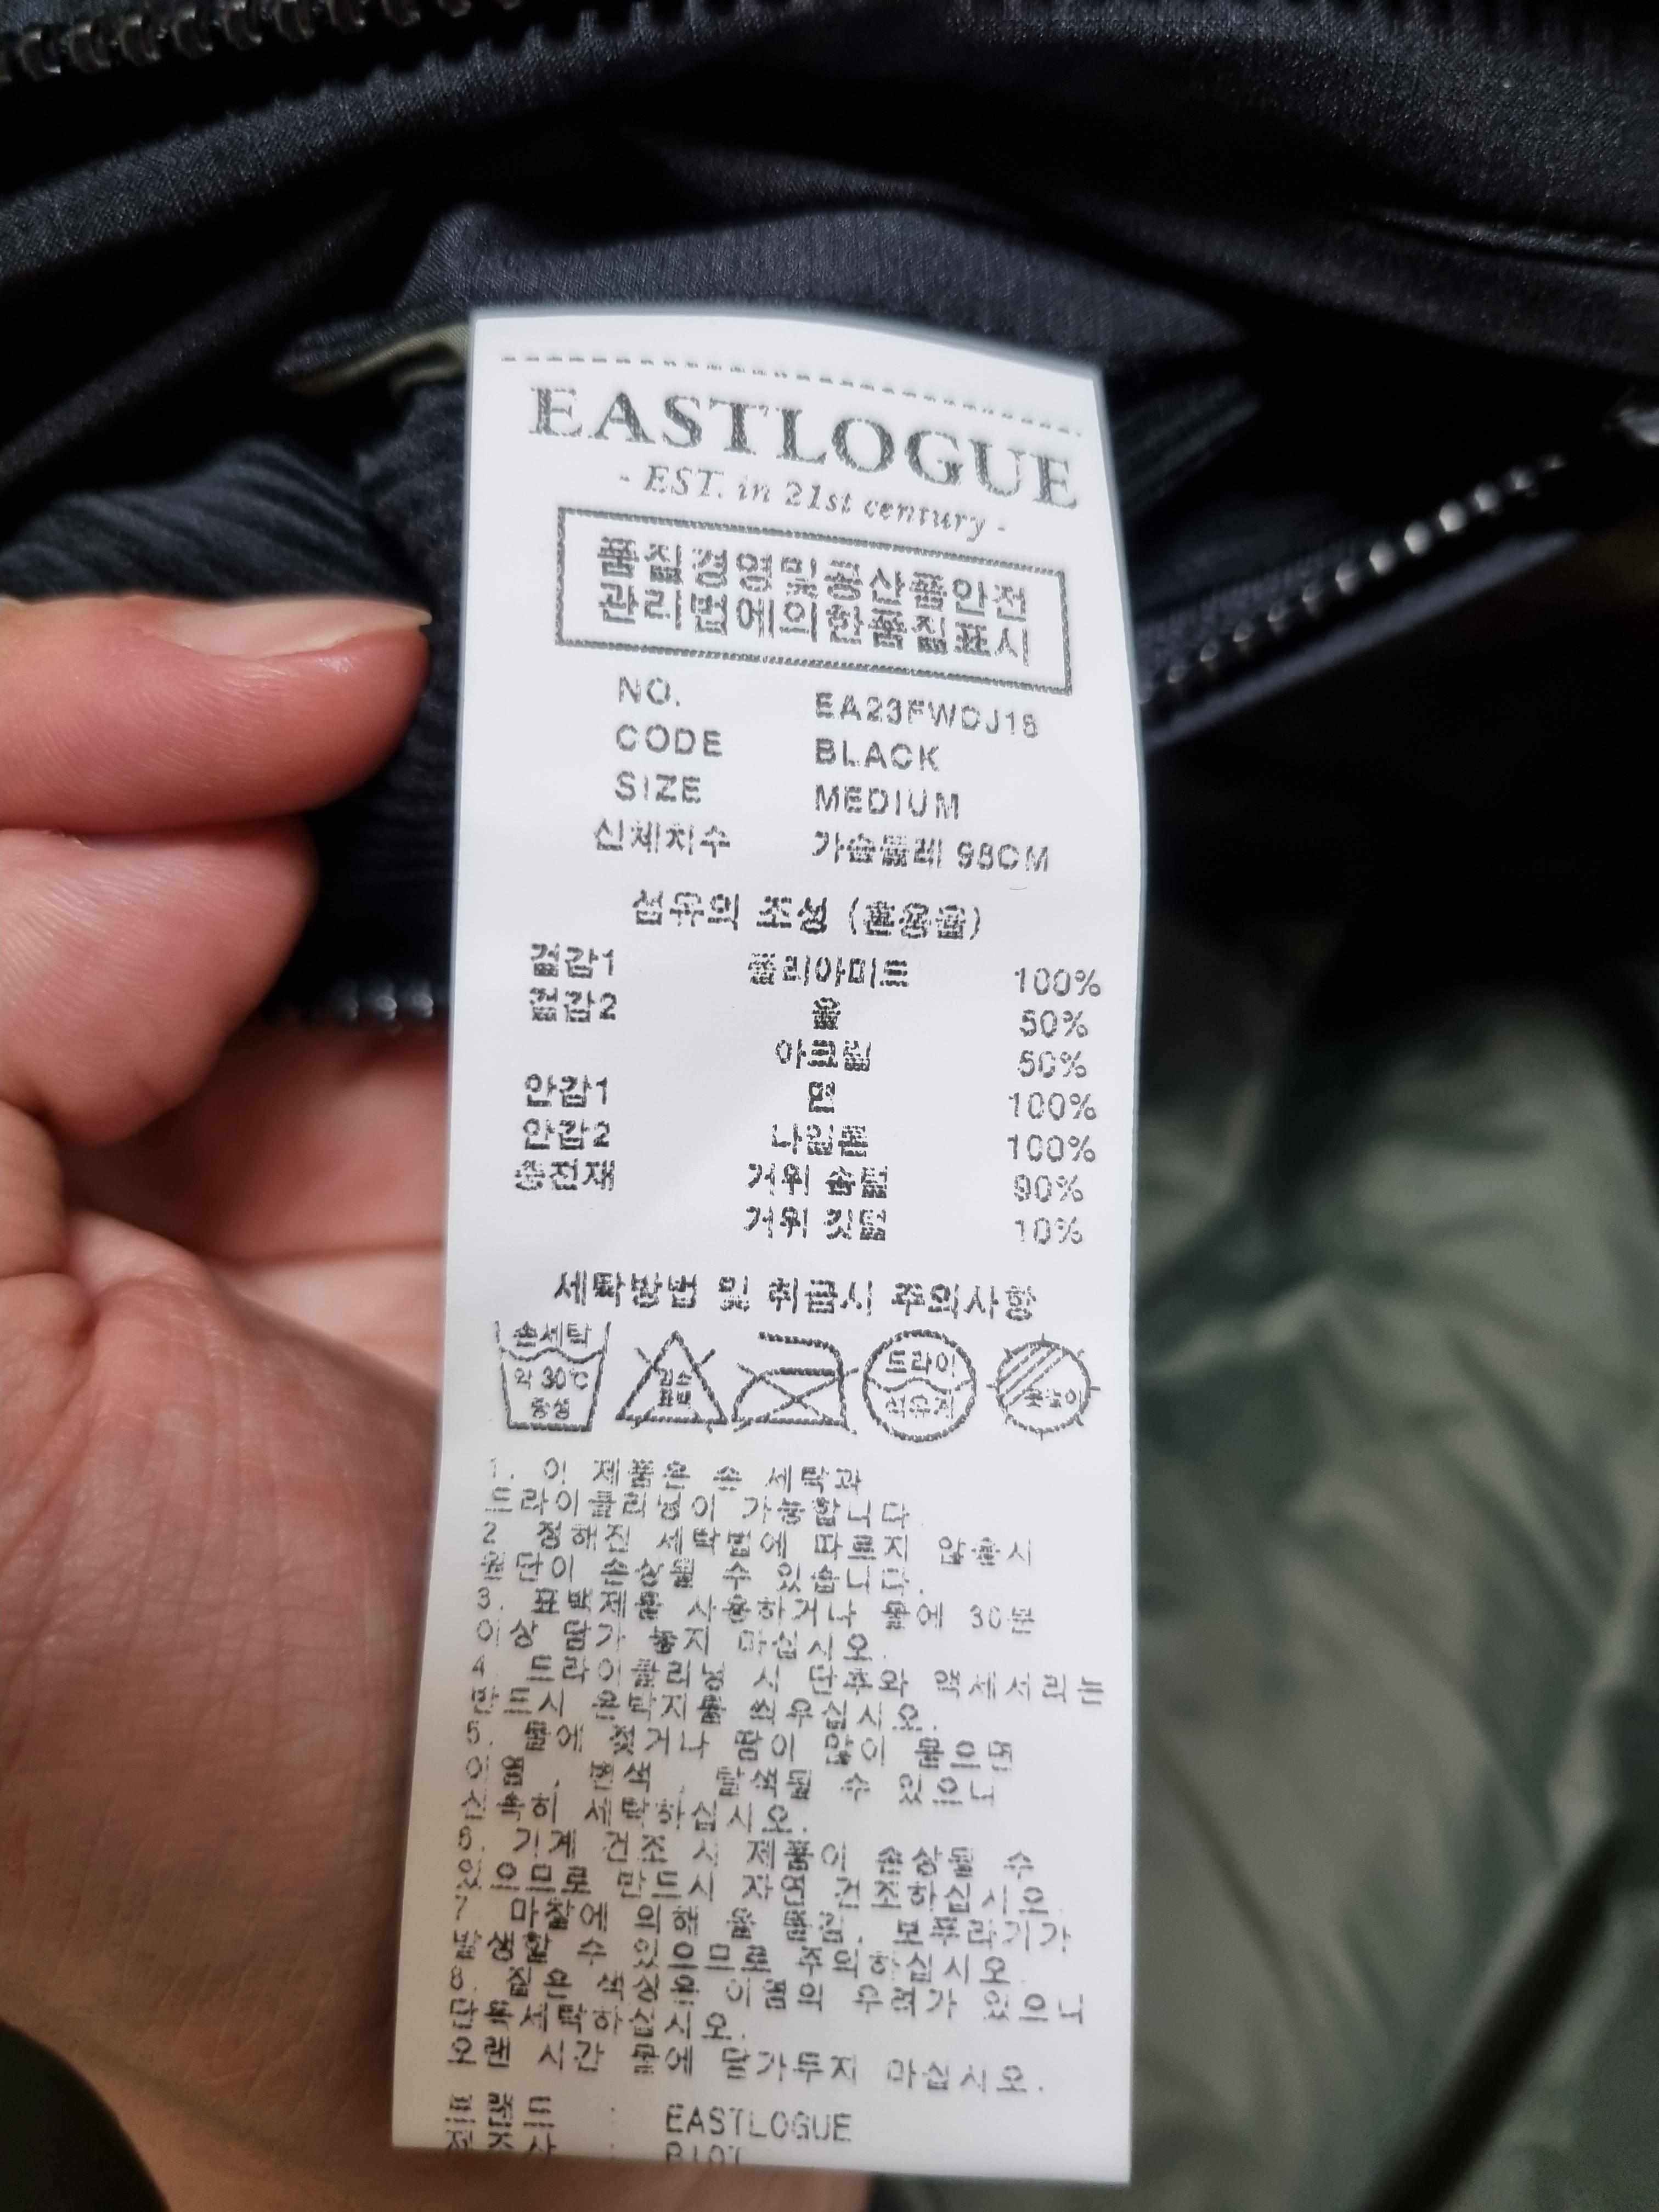 EASTLOGUE
- EST. in 21st century -
품질경영및공산품안전
관리법에의한품질표시
NO. EA23FWCJ18
CODE BLACK
SIZE MEDIUM
신체치수 가슴둘레 98CM
섬유의 조성 (혼용율)
겉감1 폴리아미드 100%
겉감2 울 50%
아크릴 50%
안감1 면 100%
안감2 나일론 100%
충전재 거위 솜털 90%
거위 깃털 10%
세탁방법 및 취급시 주의사항
손세탁
약 30℃
중성
염소
표백
드라이
석유계
옷걸이
1. 이 제품은 손 세탁과
드라이클리닝이 가능합니다.
2. 정해진 세탁법에 따르지 않을시
원단이 손상될 수 있습니다.
3. 표백제를 사용하거나 물에 30분
이상 담가 놓지 마십시오.
4. 드라이클리닝 시 단추와 액세서리는
반드시 은박지를 씌우십시오.
5. 물에 젖거나 땀이 많이 묻으면
이염, 변색, 탈색될 수 있으니
신속히 세탁하십시오.
6. 기계 건조 시 제품이 손상될 수
있으므로 반드시 자연 건조하십시오.
7. 마찰에 의해 올 뜯김, 보푸라기가
발생할 수 있으므로 주의하십시오.
8. 짙은 색상은 이염의 우려가 있으니
단독세탁하십시오.
오랜 시간 물에 담가두지 마십시오.
브랜드 : EASTLOGUE
제조사 :